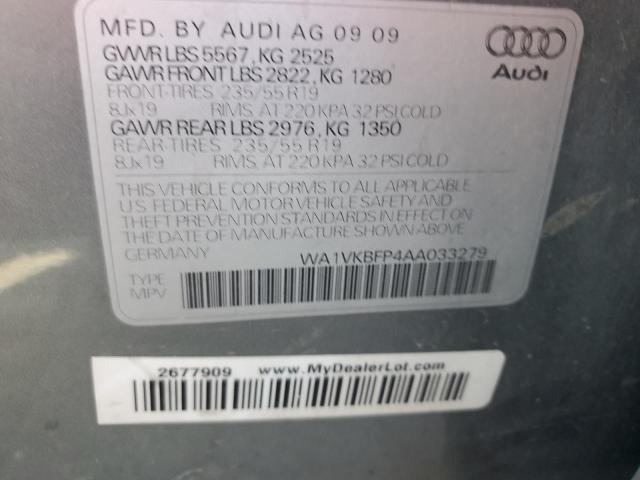 MFD. BY AUDI AG 09 09
GVWR LBS 5567, KG 2525
GAWR FRONT LBS 2822, KG 1280
FRONT-TIRES 235/55 R19
8Jx19 RIMS, AT 220 KPA 32 PSI COLD
GAWR REAR LBS 2976, KG 1350
REAR-TIRES 235/55 R19
8Jx19 RIMS, AT 220 KPA 32 PSI COLD
Audi
THIS VEHICLE CONFORMS TO ALL APPLICABLE
U.S. FEDERAL MOTOR VEHICLE SAFETY AND
THEFT PREVENTION STANDARDS IN EFFECT ON
THE DATE OF MANUFACTURE SHOWN ABOVE
GERMANY WA1VKBFP4AA033279
TYPE
MPV
2677909 www.MyDealerLot.com